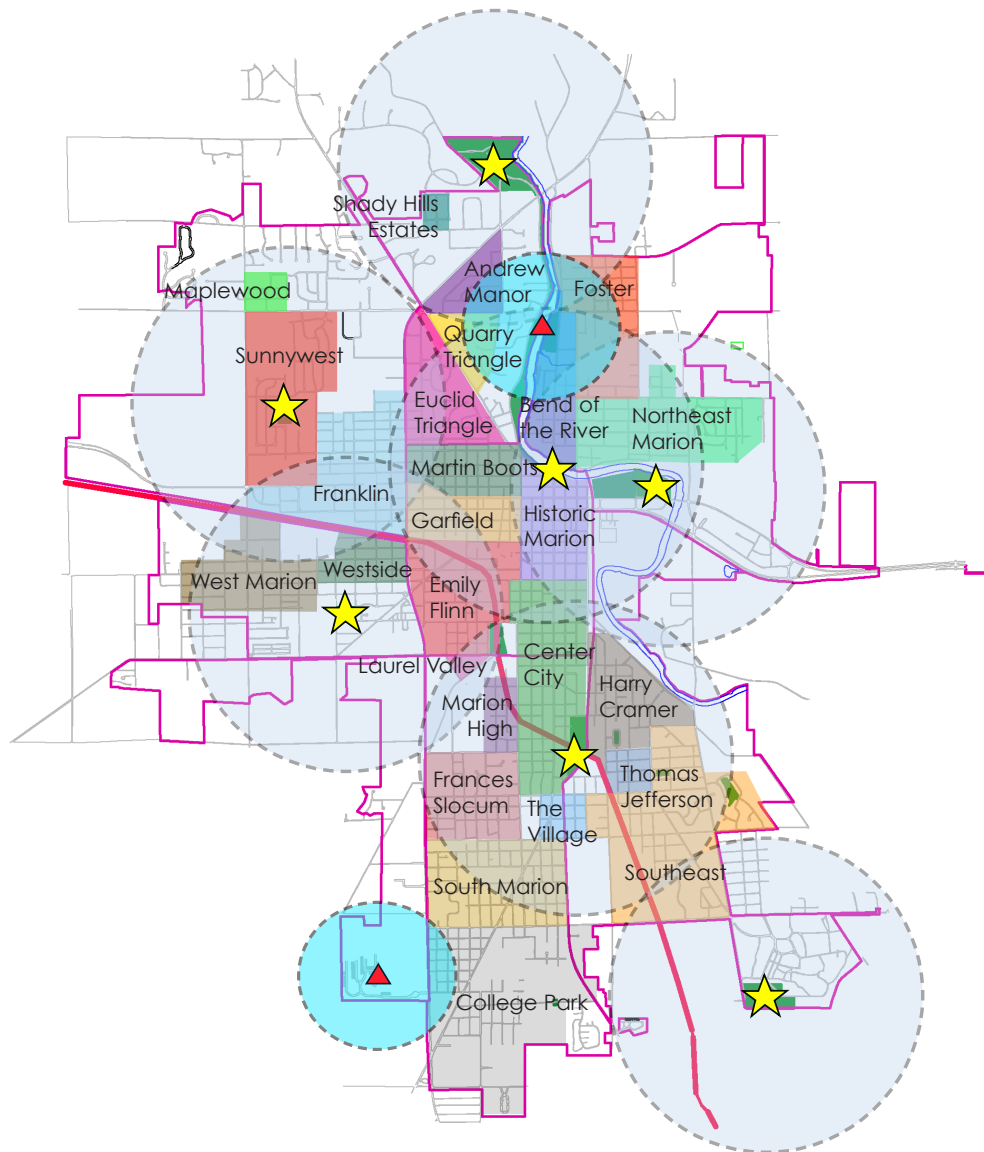 Shady Hills
Estates
Andrew
Manor
Foster
Maplewood
Quarry
Triangle
Sunnywest
Euclid
Triangle
Bend of
the River
Northeast
Marion
Martin Boots
Franklin
Garfield
Historic
Marion
West Marion
Westside
Emily
Flinn
Laurel Valley
Center
City
Harry
Cramer
Marion
High
Frances
Slocum
Thomas
Jefferson
The
Village
South Marion
Southeast
College Park